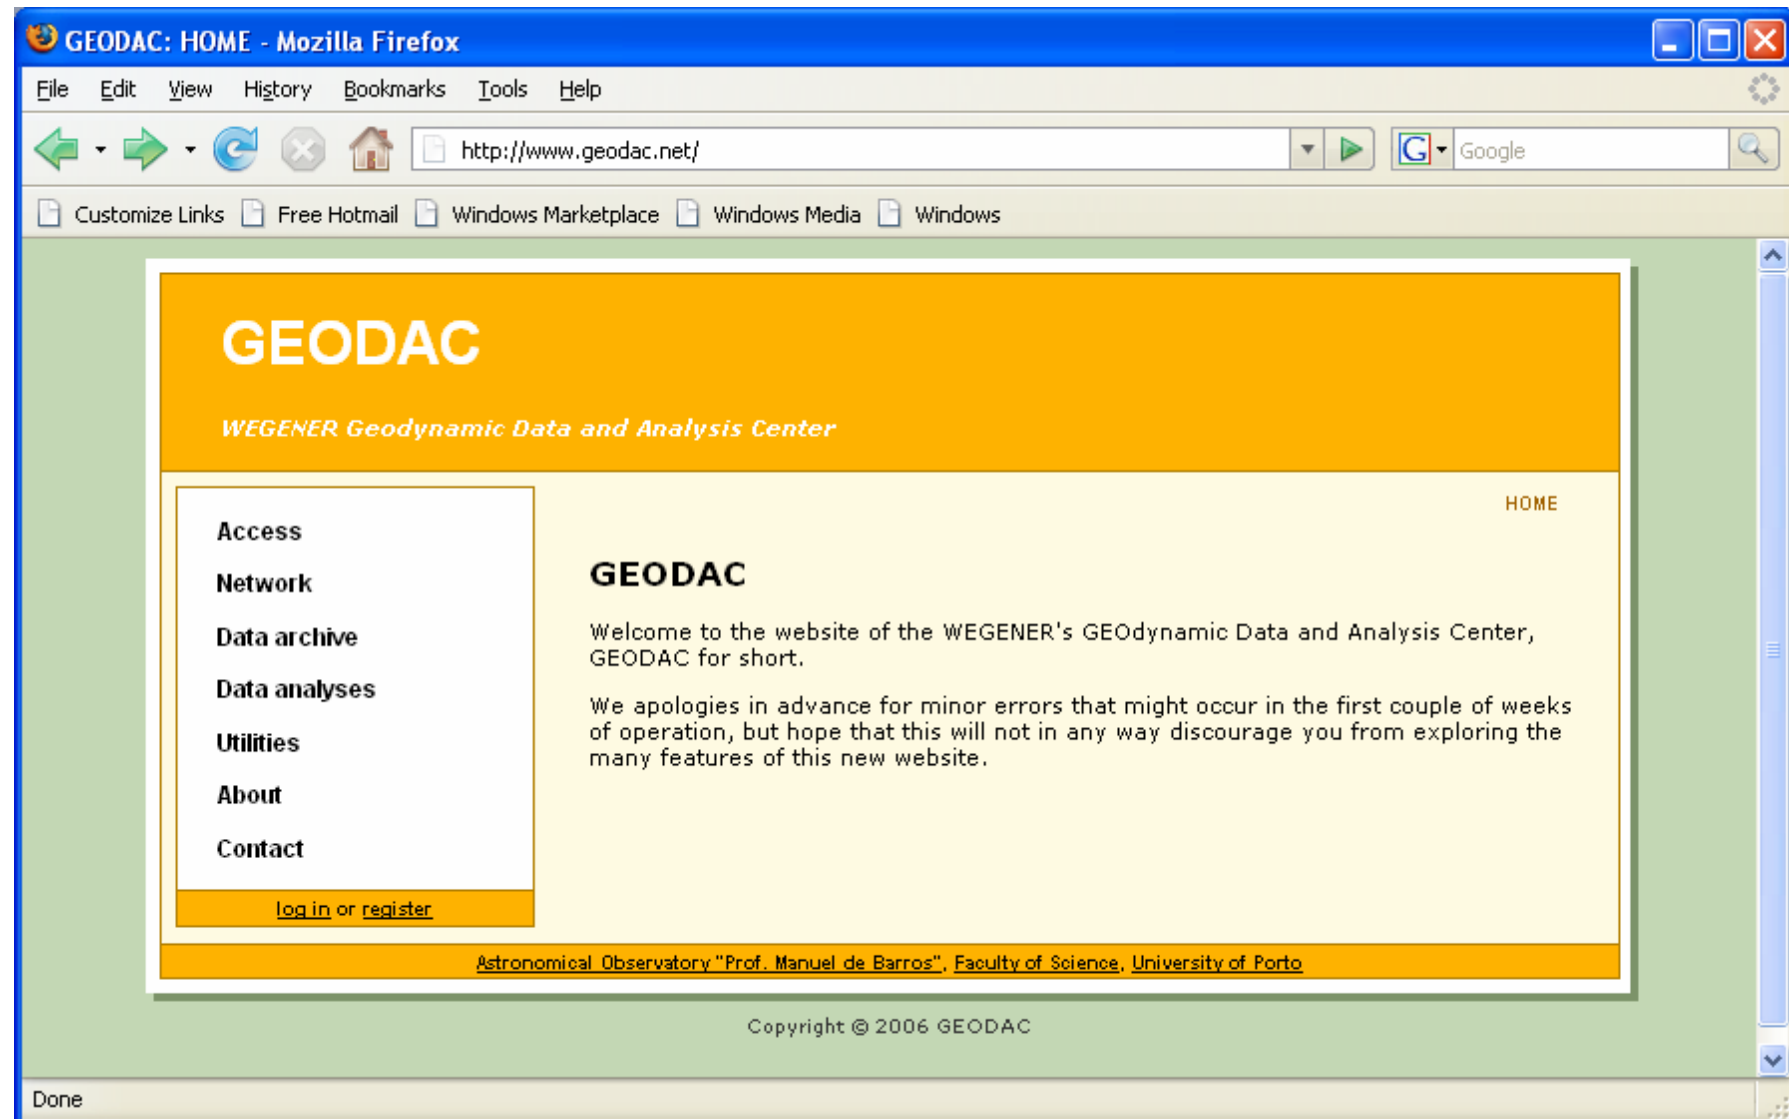 GEODAC: HOME - Mozilla Firefox
File Edit View History Bookmarks Tools Help
http://www.geodac.net/ G Google
Customize Links Free Hotmail Windows Marketplace Windows Media Windows
GEODAC
WEGENER Geodynamic Data and Analysis Center
Access
Network
Data archive
Data analyses
Utilities
About
Contact
log in or register
HOME
GEODAC
Welcome to the website of the WEGENER's GEOdynamic Data and Analysis Center,
GEODAC for short.
We apologies in advance for minor errors that might occur in the first couple of weeks
of operation, but hope that this will not in any way discourage you from exploring the
many features of this new website.
Astronomical Observatory "Prof. Manuel de Barros", Faculty of Science, University of Porto
Copyright © 2006 GEODAC
Done